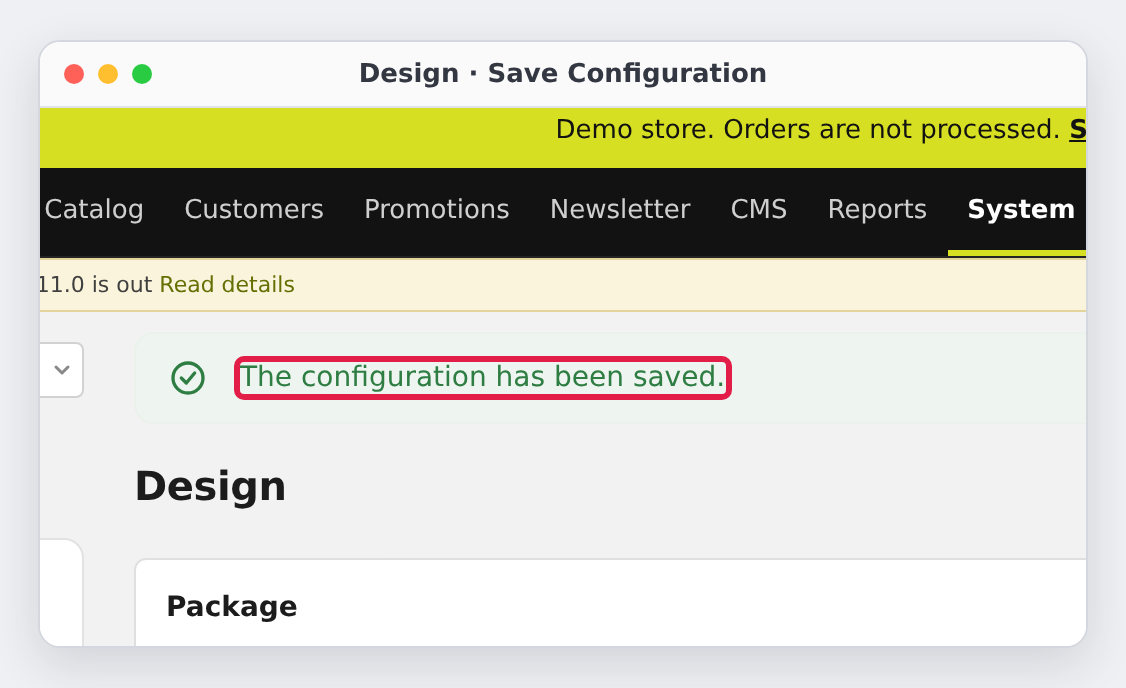 Design · Save Configuration
Demo store. Orders are not processed.
Catalog Customers Promotions Newsletter CMS Reports System
11.0 is out Read details
The configuration has been saved.
Design
Package